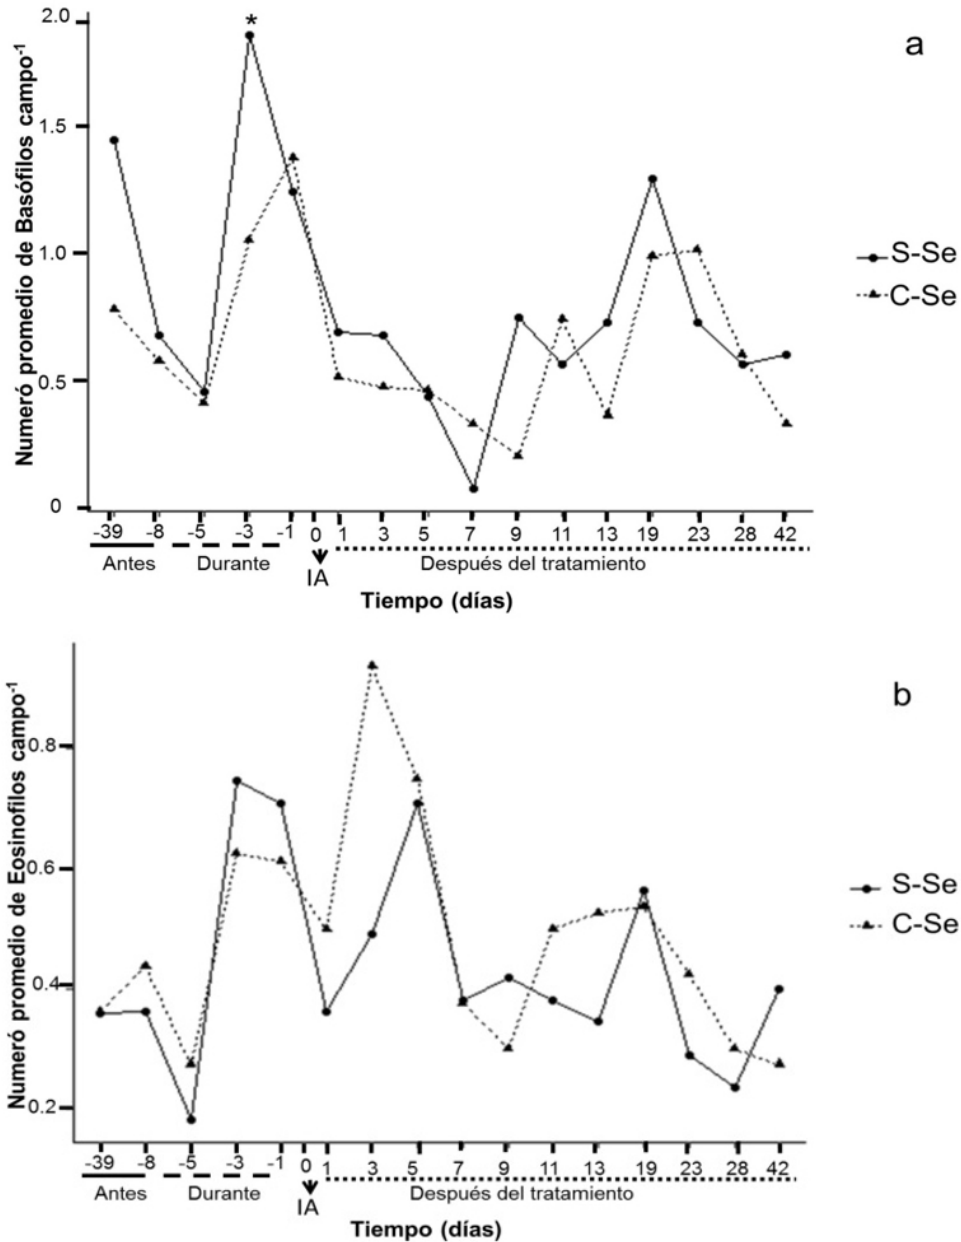 a
Numeró promedio de Basófilos campo-1
2.0
*
1.5
1.0
0.5
0
S-Se
C-Se
-39 -8 -5 -3 -1 0 1 3 5 7 9 11 13 19 23 28 42
Antes Durante IA Después del tratamiento
Tiempo (días)
b
Numeró promedio de Eosinofilos campo-1
0.8
0.6
0.4
0.2
S-Se
C-Se
-39 -8 -5 -3 -1 0 1 3 5 7 9 11 13 19 23 28 42
Antes Durante IA Después del tratamiento
Tiempo (días)